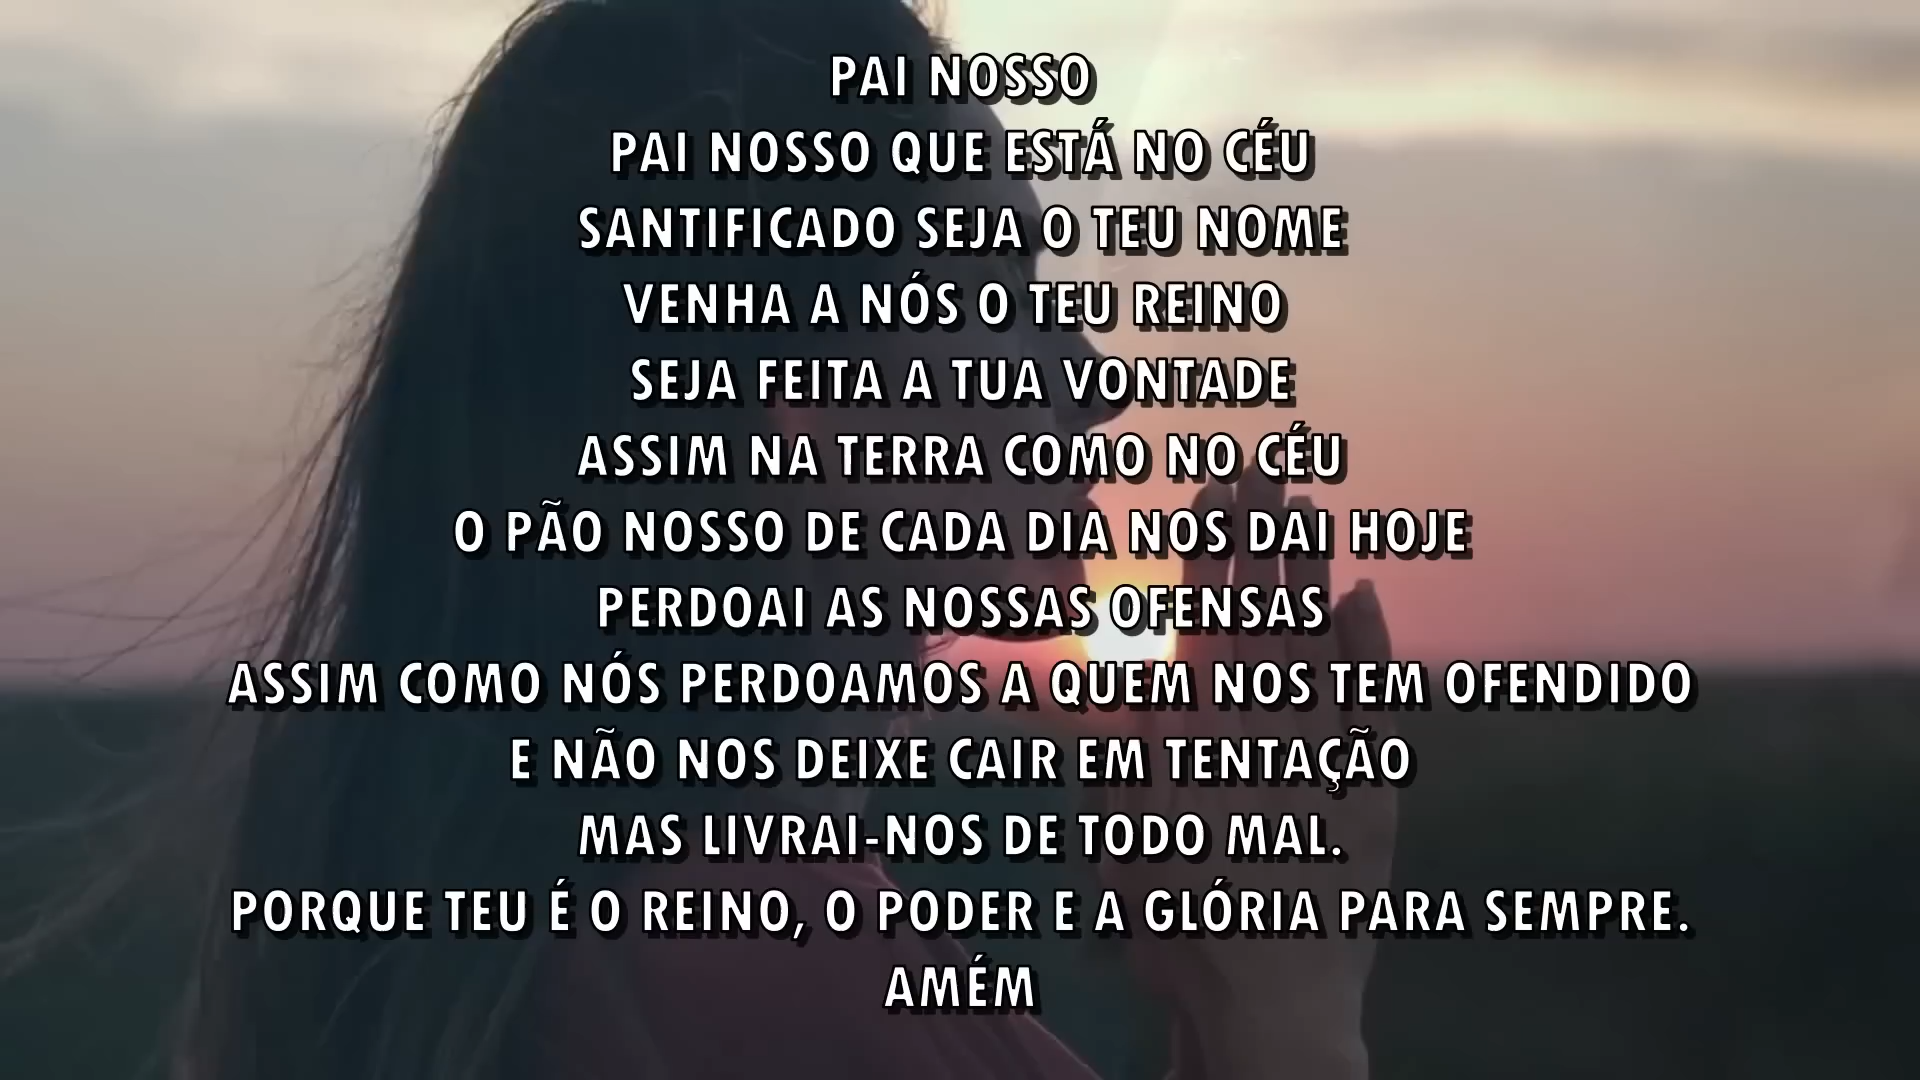 PAI NOSSO
PAI NOSSO QUE ESTÁ NO CÉU
SANTIFICADO SEJA O TEU NOME
VENHA A NÓS O TEU REINO
SEJA FEITA A TUA VONTADE
ASSIM NA TERRA COMO NO CÉU
O PÃO NOSSO DE CADA DIA NOS DAI HOJE
PERDOAI AS NOSSAS OFENSAS
ASSIM COMO NÓS PERDOAMOS A QUEM NOS TEM OFENDIDO
E NÃO NOS DEIXE CAIR EM TENTAÇÃO
MAS LIVRAI-NOS DE TODO MAL.
PORQUE TEU É O REINO, O PODER E A GLÓRIA PARA SEMPRE.
AMÉM